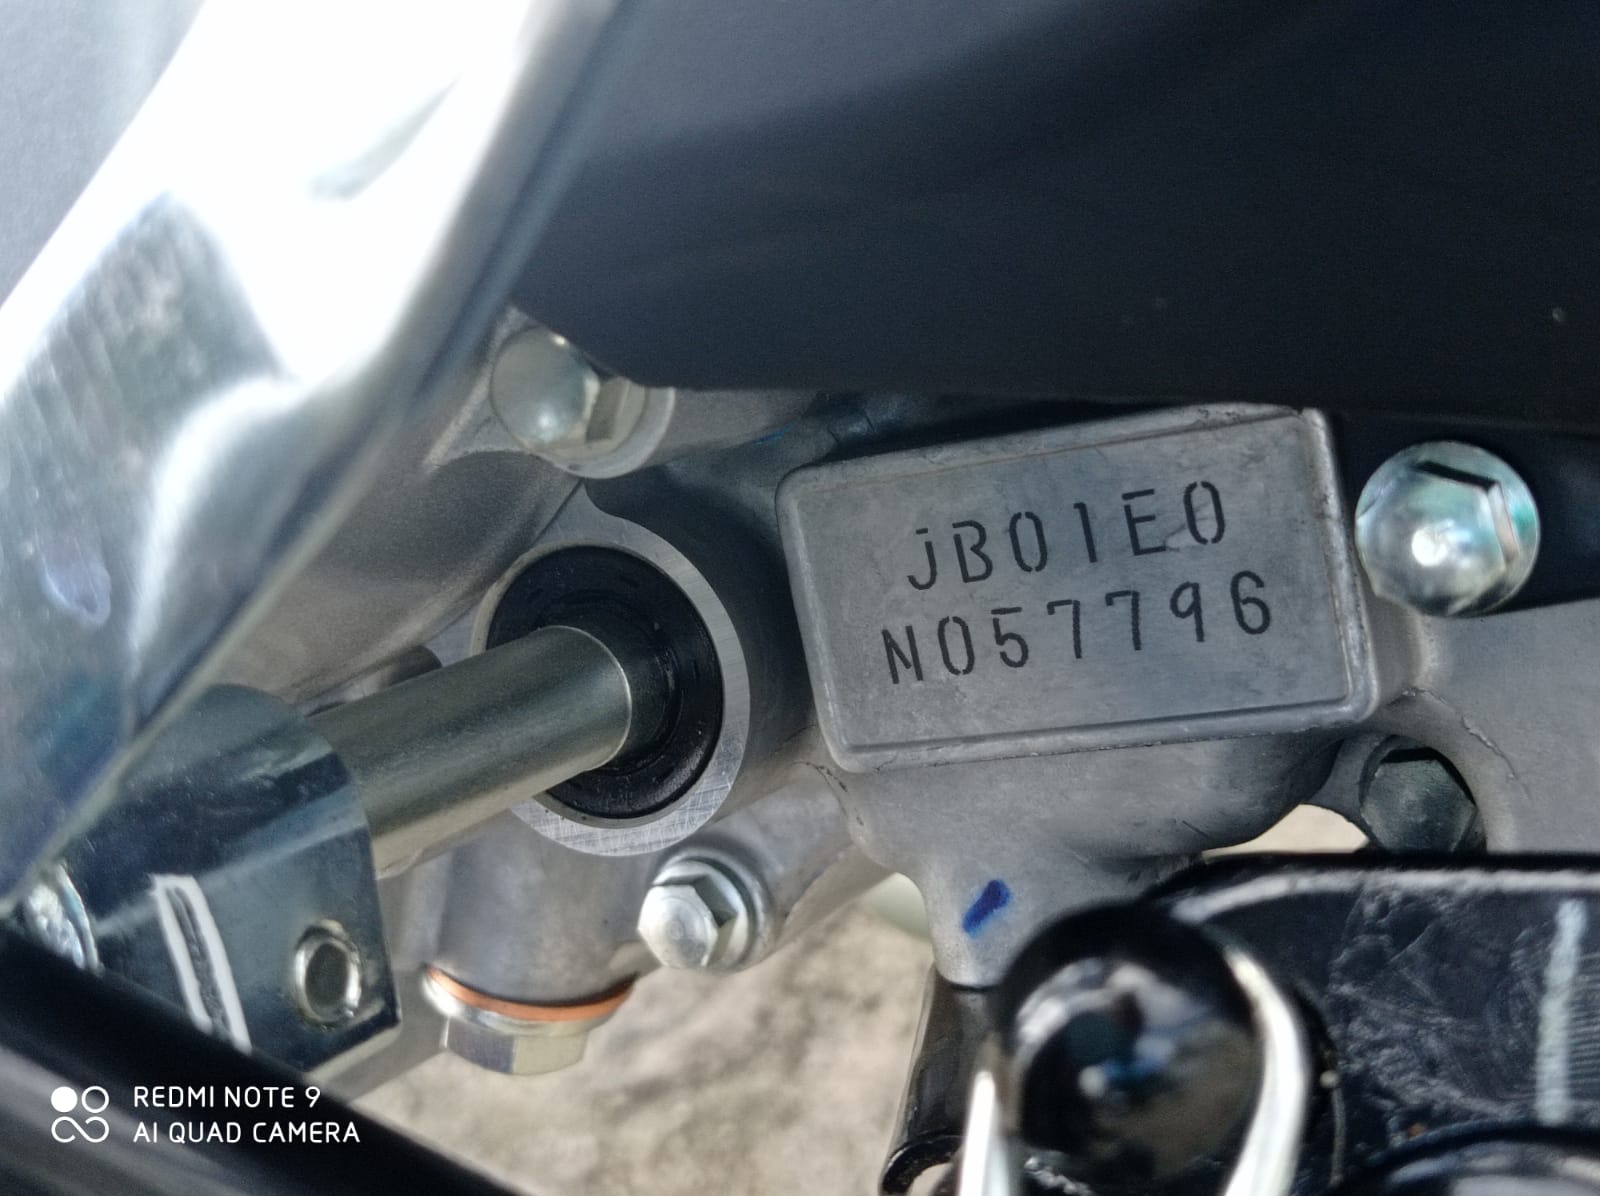 JB01E0
N057796
REDMI NOTE 9
AI QUAD CAMERA